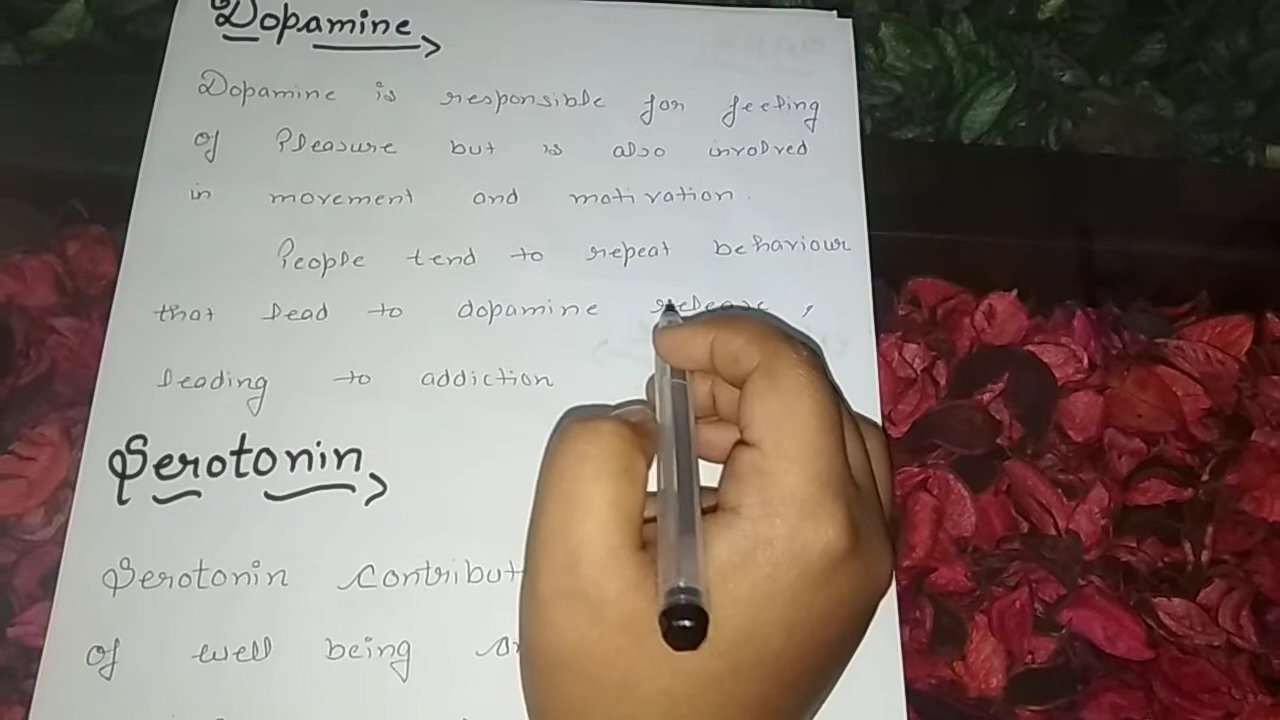 Dopamine
Dopamine is responsible for feeling
of Pleasure but is also involved
in movement and motivation.
People tend to repeat behaviour
that lead to dopamine release,
leading to addiction
Serotonin
Serotonin
of well being